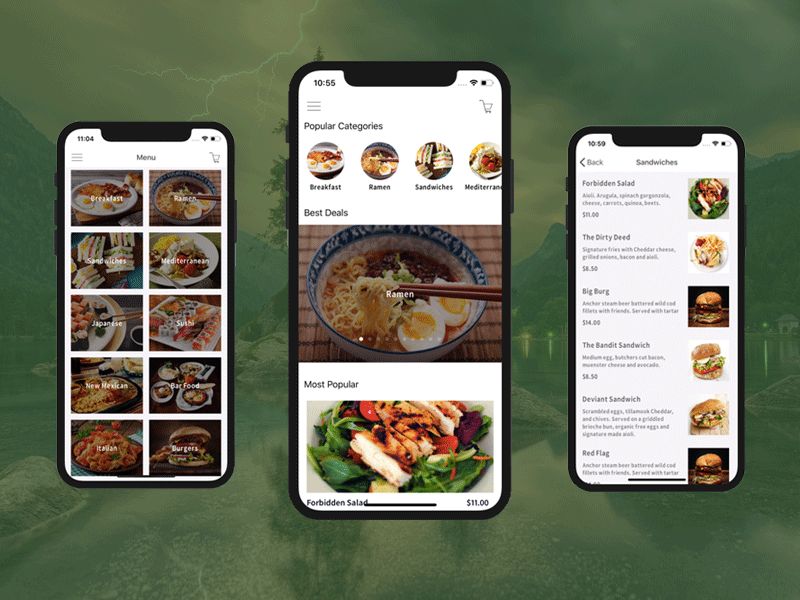 11:04
Menu
Breakfast
Ramen
Sandwiches
Mediterranean
Japanese
Sushi
New Mexican
Bar Food
Italian
Burgers
10:55
Popular Categories
Breakfast
Ramen
Sandwiches
Mediterrane
Best Deals
Ramen
Most Popular
Forbidden Salad
$11.00
10:59
Back
Sandwiches
Forbidden Salad
Aioli. Arugula, spinach gorgonzola,
cheese, carrots, quinoa, beets.
$11.00
The Dirty Deed
Signature fries with Cheddar cheese,
grilled onions, bacon and aioli.
$8.50
Big Burg
Anchor steam beer battered wild cod
fillets with friends. Served with tartar
$14.00
The Bandit Sandwich
Medium egg, butchers cut bacon,
muenster cheese and avocado.
$8.50
Deviant Sandwich
Scrambled eggs, tillamook Cheddar,
and chives. Served on a griddled
brioche bun, organic free eggs and
signature made aioli.
Red Flag
Anchor steam beer battered wild cod
fillets with friends. Served with tartar